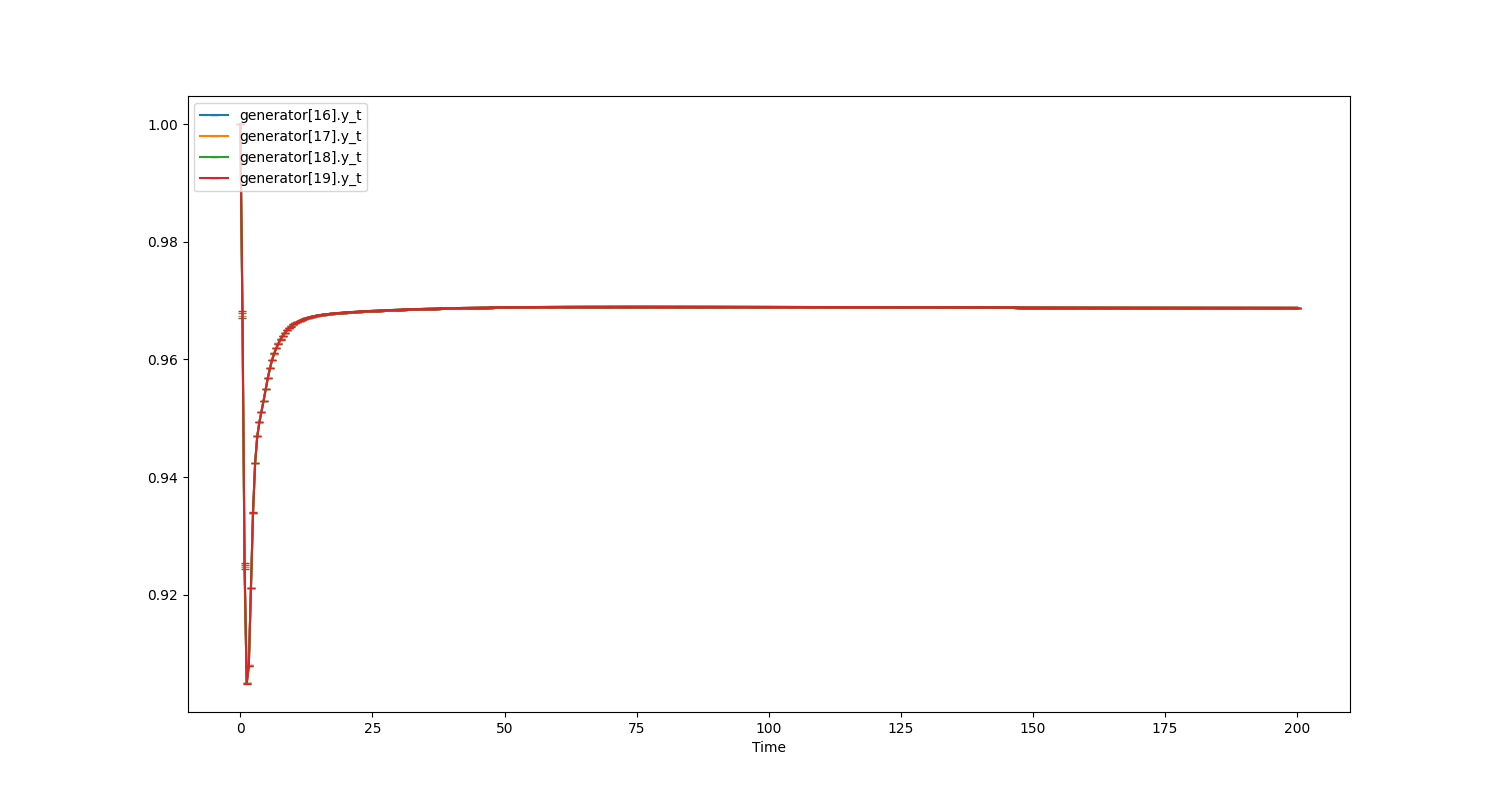 generator[16].y_t
generator[17].y_t
generator[18].y_t
generator[19].y_t
1.00
0.98
0.96
0.94
0.92
0 25 50 75 100 125 150 175 200
Time